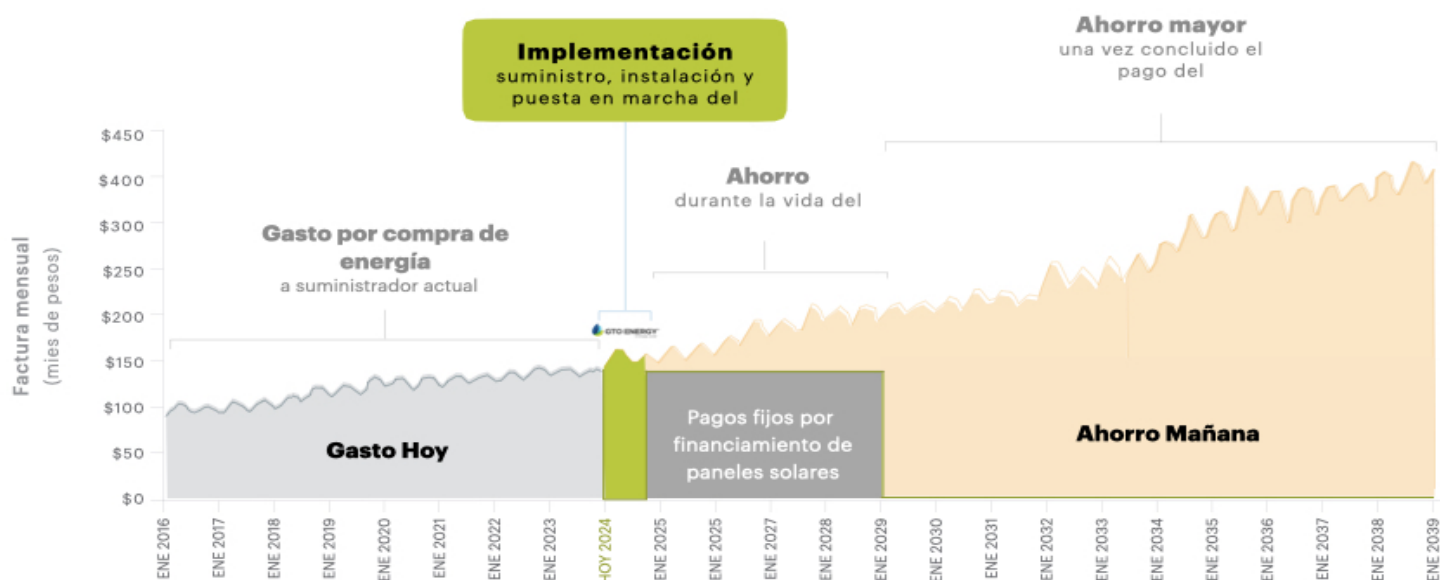 Implementación
suministro, instalación y
puesta en marcha del
Ahorro mayor
una vez concluido el
pago del
Ahorro
durante la vida del
Gasto por compra de
energía
a suministrador actual
Factura mensual
(mies de pesos)
$450
$400
$300
$250
$200
$150
$100
$50
$0
GTO ENERGY
Gasto Hoy
Pagos fijos por
financiamiento de
paneles solares
Ahorro Mañana
ENE 2016
ENE 2017
ENE 2018
ENE 2019
ENE 2020
ENE 2021
ENE 2022
ENE 2023
HOY 2024
ENE 2025
ENE 2025
ENE 2027
ENE 2028
ENE 2029
ENE 2030
ENE 2031
ENE 2032
ENE 2033
ENE 2034
ENE 2035
ENE 2036
ENE 2037
ENE 2038
ENE 2039